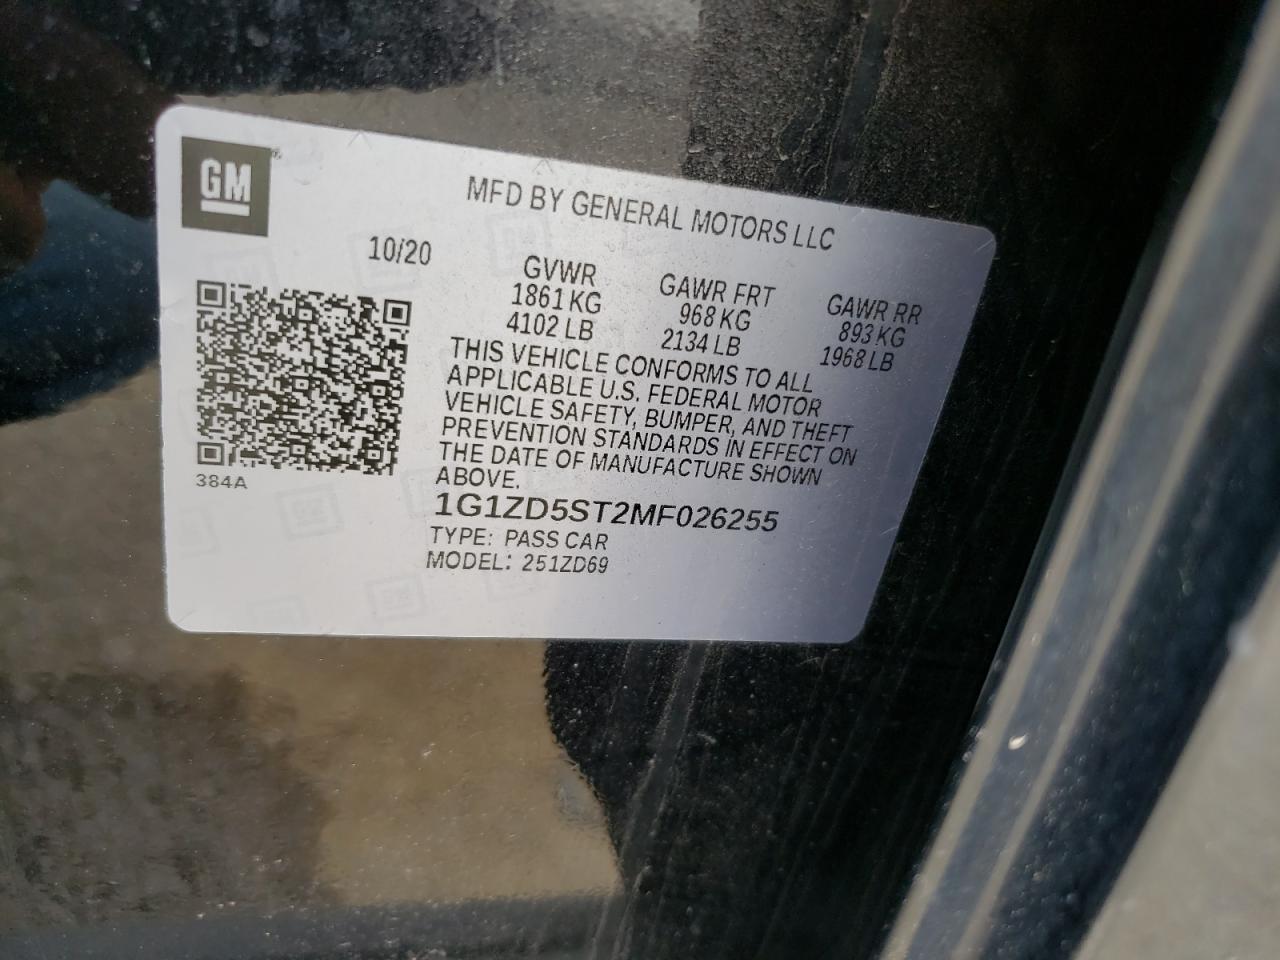 GM
MFD BY GENERAL MOTORS LLC
10/20
GVWR
1861 KG
4102 LB
GAWR FRT
968 KG
2134 LB
GAWR RR
893 KG
1968 LB
THIS VEHICLE CONFORMS TO ALL
APPLICABLE U.S. FEDERAL MOTOR
VEHICLE SAFETY, BUMPER, AND THEFT
PREVENTION STANDARDS IN EFFECT ON
THE DATE OF MANUFACTURE SHOWN
ABOVE.
384A
1G1ZD5ST2MF026255
TYPE: PASS CAR
MODEL: 251ZD69